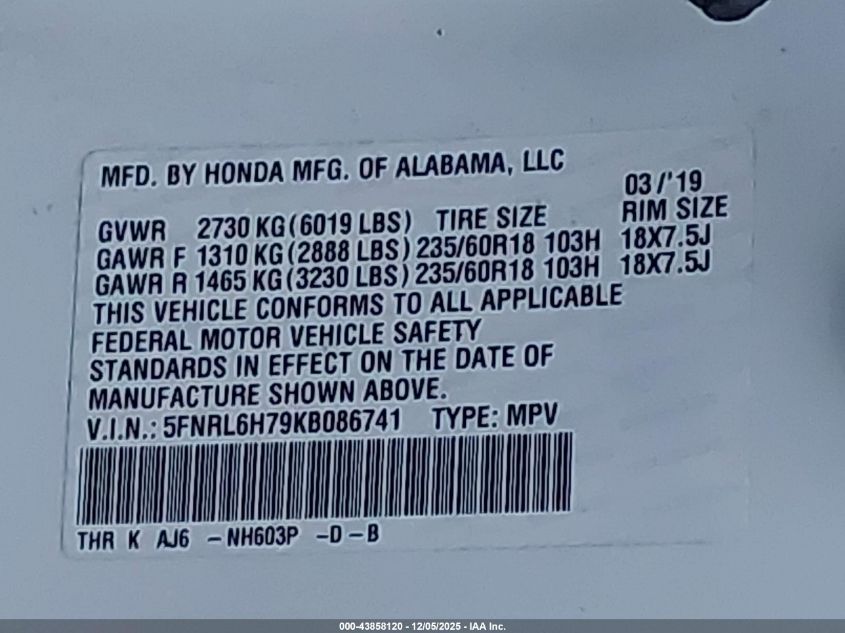 MFD. BY HONDA MFG. OF ALABAMA, LLC
03/'19
GVWR 2730 KG (6019 LBS) TIRE SIZE RIM SIZE
GAWR F 1310 KG (2888 LBS) 235/60R18 103H 18X7.5J
GAWR R 1465 KG (3230 LBS) 235/60R18 103H 18X7.5J
THIS VEHICLE CONFORMS TO ALL APPLICABLE
FEDERAL MOTOR VEHICLE SAFETY
STANDARDS IN EFFECT ON THE DATE OF
MANUFACTURE SHOWN ABOVE.
V.I.N.: 5FNRL6H79KB086741 TYPE: MPV
THR K AJ6 -NH603P -D-B
000-43858120 - 12/05/2025 - IAA Inc.